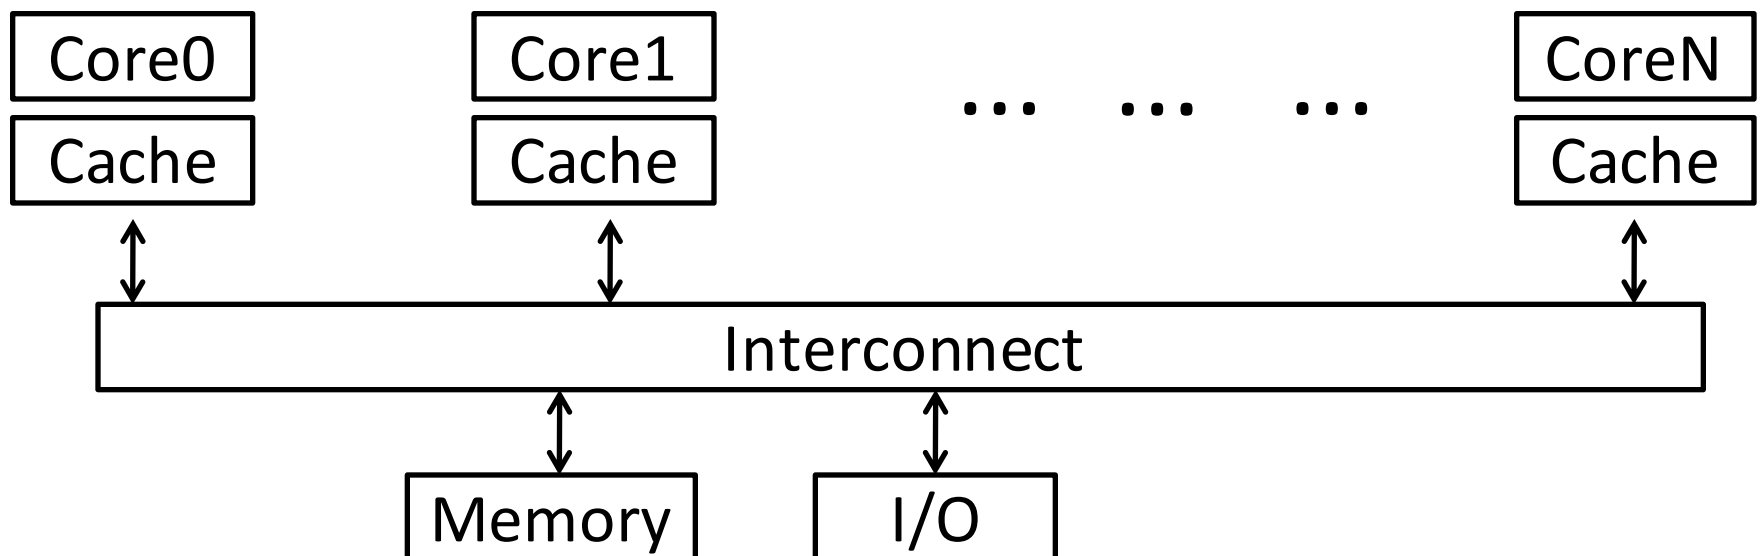 Core0 Core1 ... ... ... CoreN
Cache Cache Cache
Interconnect
Memory I/O